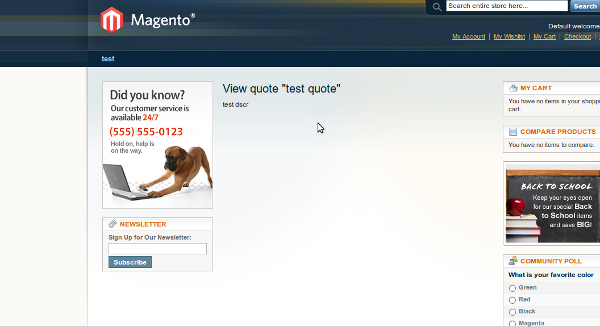 Magento®
Search entire store here...
Search
Default welcome
My Account | My Wishlist | My Cart | Checkout |
test
Did you know?
Our customer service is
available 24/7
(555) 555-0123
Hold on, help is
on the way.
NEWSLETTER
Sign Up for Our Newsletter:
Subscribe
View quote "test quote"
test dscr
MY CART
You have no items in your shoppi
cart.
COMPARE PRODUCTS
You have no items to compare.
BACK TO SCHOOL
Keep your eyes open
for our special Back
to School items
and save BIG!
COMMUNITY POLL
What is your favorite color
Green
Red
Black
Magenta